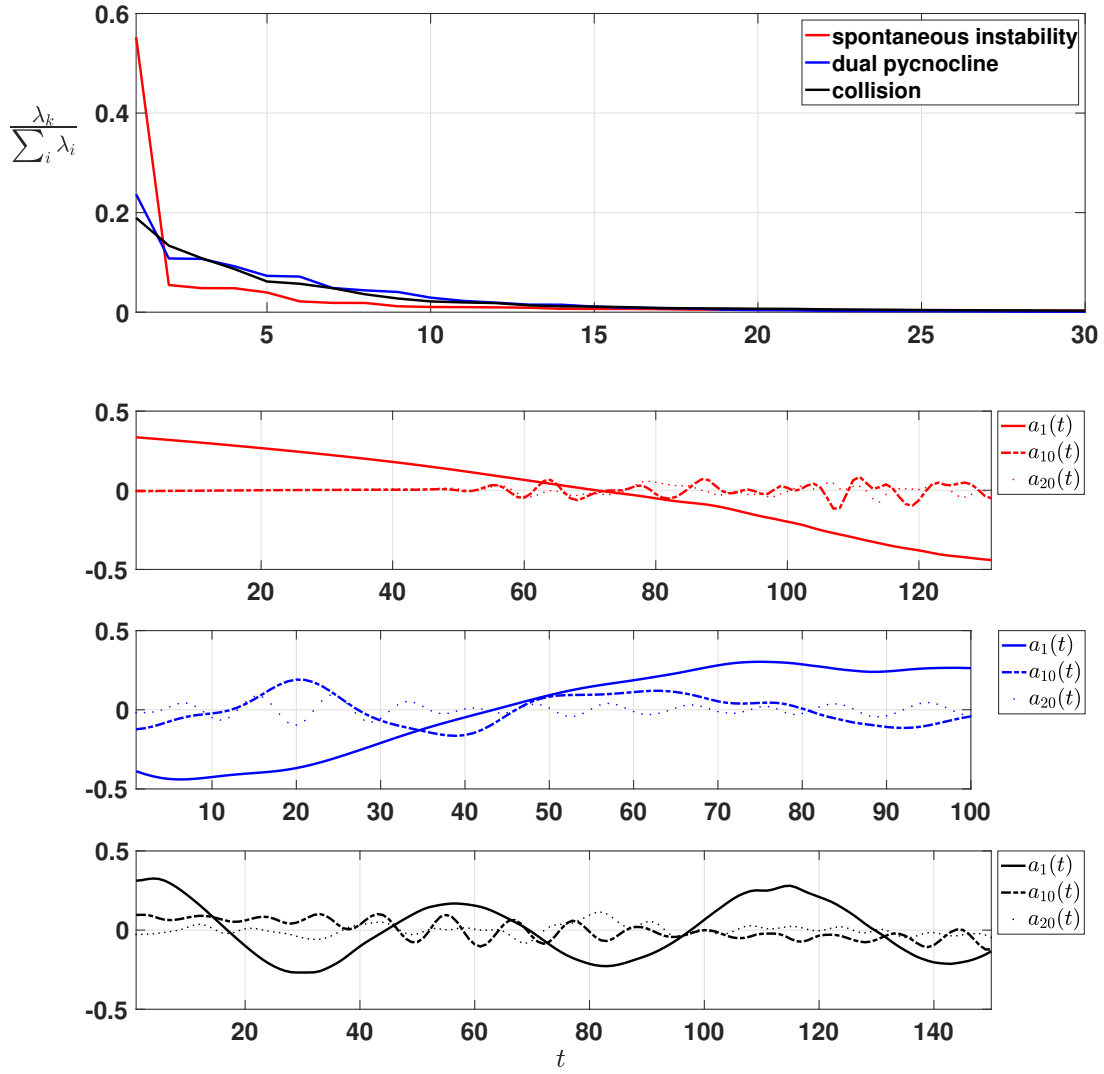 0.6
spontaneous instability
dual pycnocline
collision
0.4
λ_k / ∑_i λ_i
0.2
0
5 10 15 20 25 30
0.5
a_1(t)
a_10(t)
a_20(t)
0
-0.5
20 40 60 80 100 120
0.5
a_1(t)
a_10(t)
a_20(t)
0
-0.5
10 20 30 40 50 60 70 80 90 100
0.5
a_1(t)
a_10(t)
a_20(t)
0
-0.5
20 40 60 80 100 120 140
t